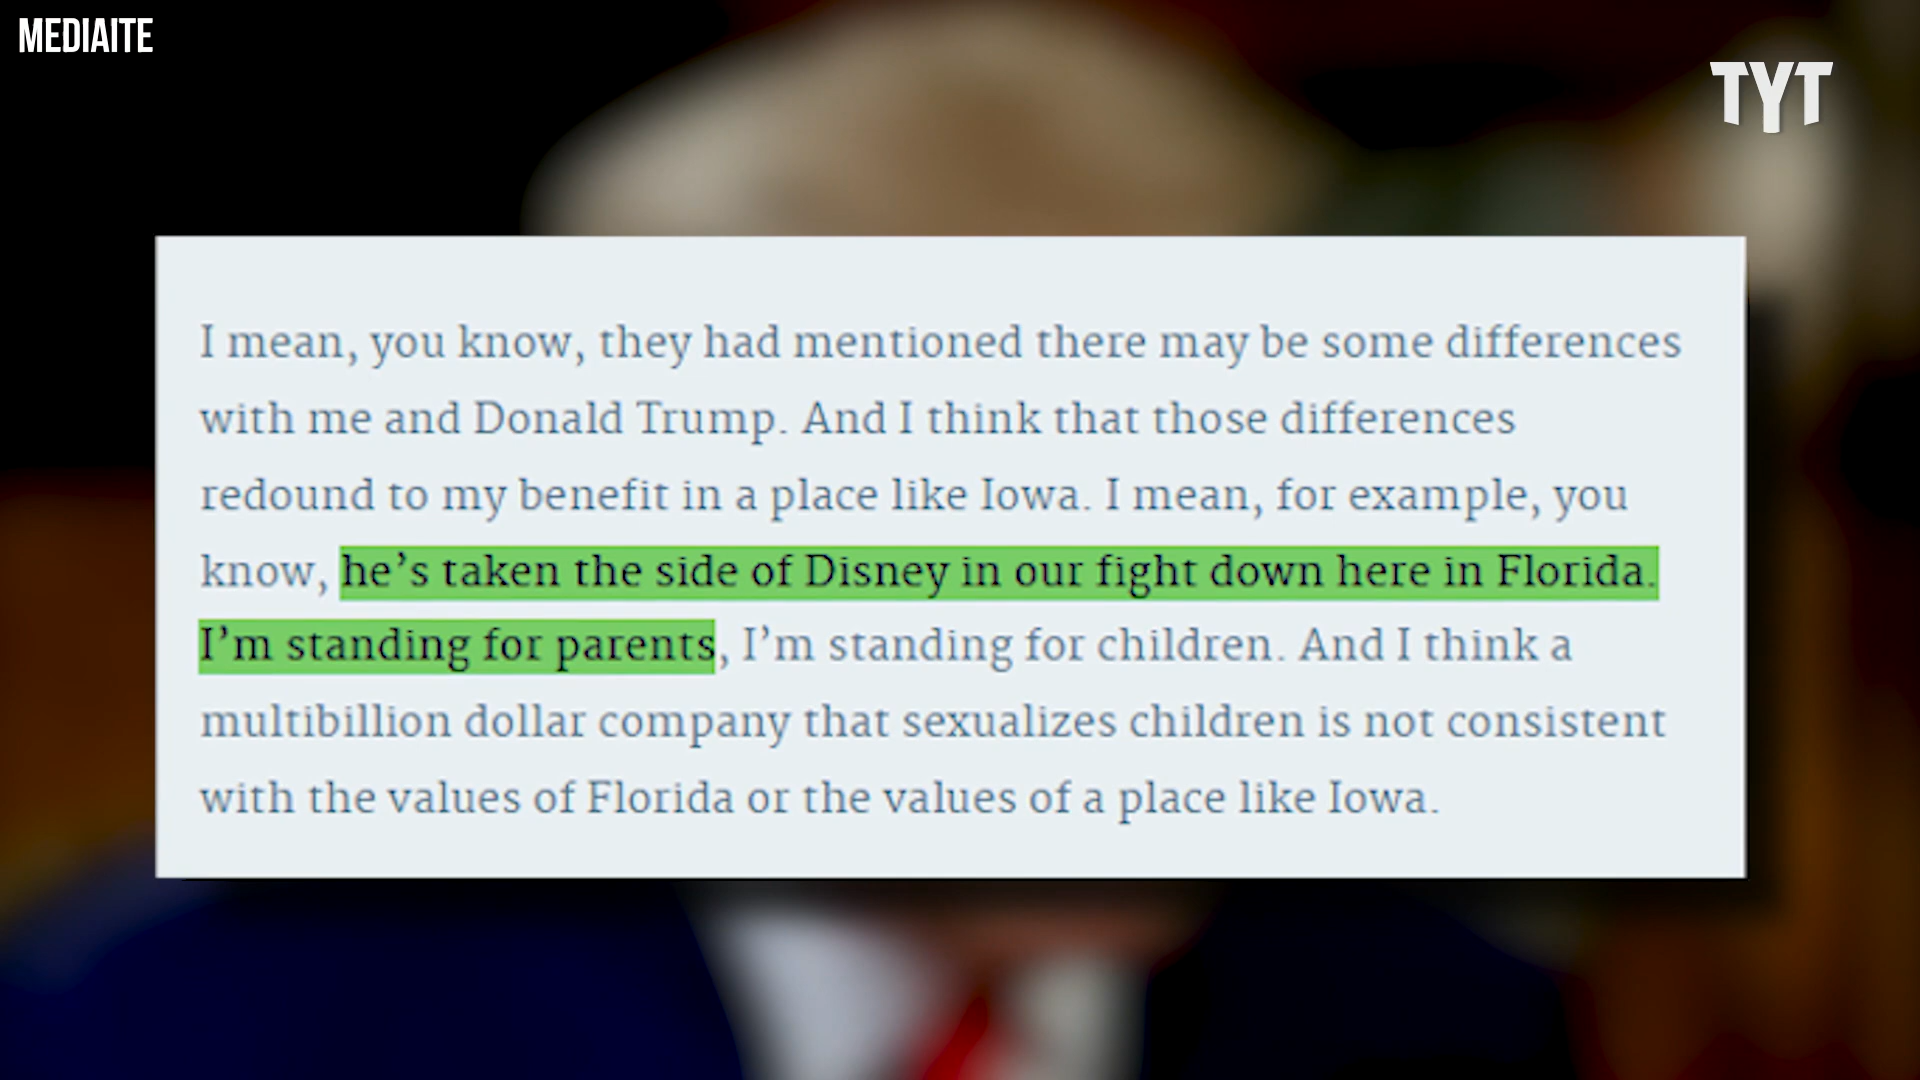 MEDIAITE
TYT
I mean, you know, they had mentioned there may be some differences
with me and Donald Trump. And I think that those differences
redound to my benefit in a place like Iowa. I mean, for example, you
know, he’s taken the side of Disney in our fight down here in Florida.
I’m standing for parents, I’m standing for children. And I think a
multibillion dollar company that sexualizes children is not consistent
with the values of Florida or the values of a place like Iowa.